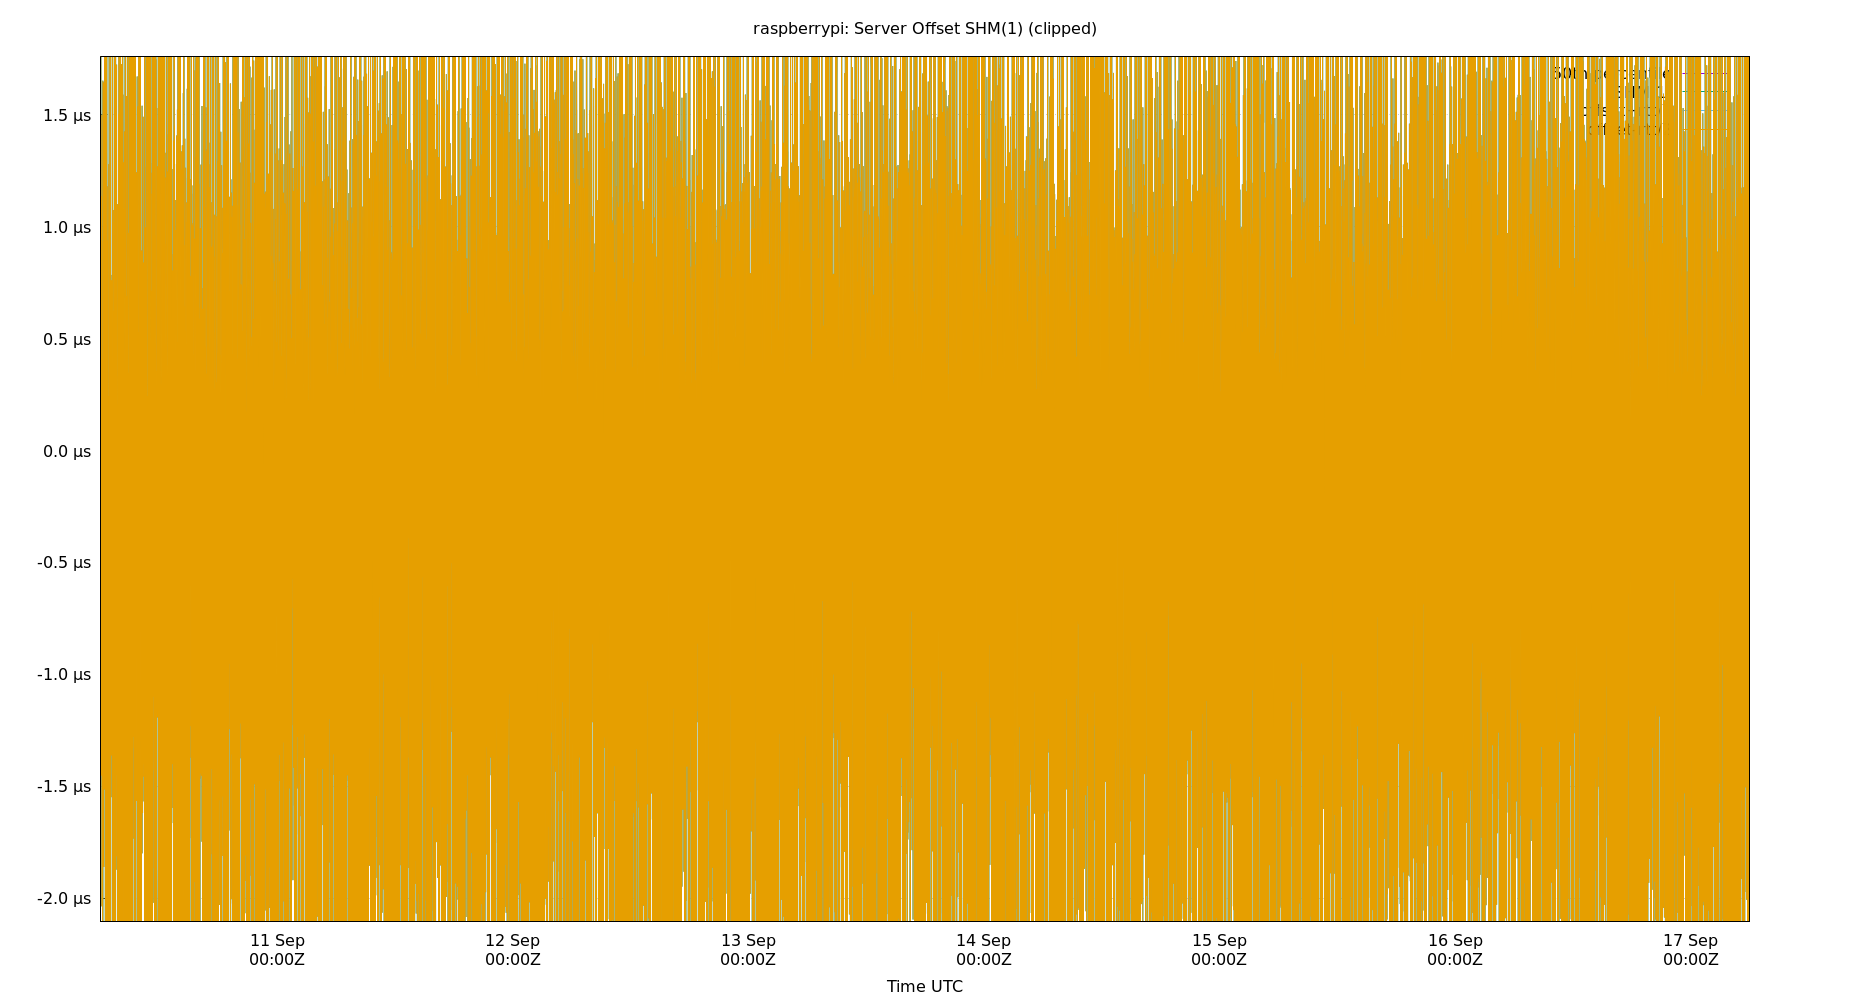 raspberrypi: Server Offset SHM(1) (clipped)
50th percentile
1.5 µs
1.0 µs
0.5 µs
0.0 µs
-0.5 µs
-1.0 µs
-1.5 µs
-2.0 µs
11 Sep 12 Sep 13 Sep 14 Sep 15 Sep 16 Sep 17 Sep
00:00Z 00:00Z 00:00Z 00:00Z 00:00Z 00:00Z 00:00Z
Time UTC